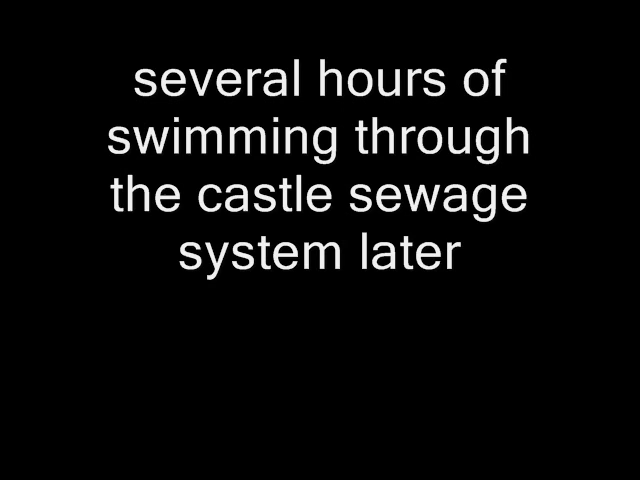 several hours of
swimming through
the castle sewage
system later